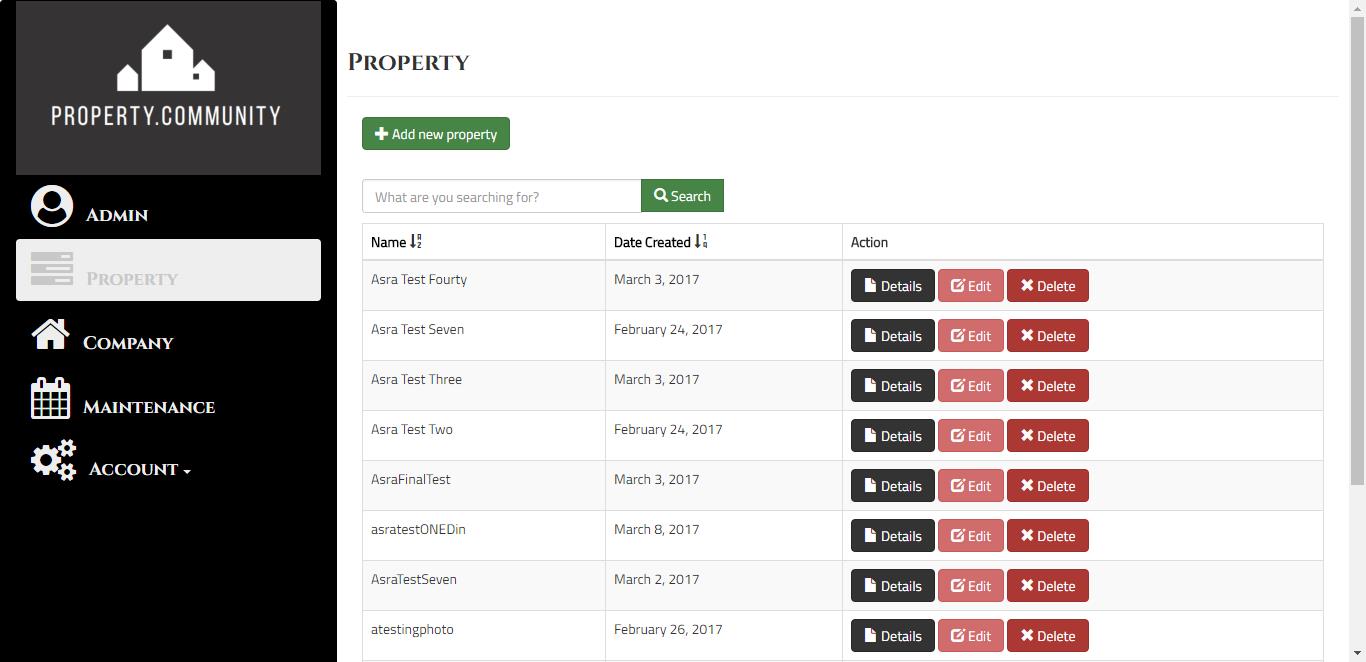 PROPERTY.COMMUNITY
Admin
Property
Company
Maintenance
Account
Property
Add new property
What are you searching for? Search
Name Date Created Action
Asra Test Fourty March 3, 2017 Details Edit Delete
Asra Test Seven February 24, 2017 Details Edit Delete
Asra Test Three March 3, 2017 Details Edit Delete
Asra Test Two February 24, 2017 Details Edit Delete
AsraFinalTest March 3, 2017 Details Edit Delete
asratestONEDin March 8, 2017 Details Edit Delete
AsraTestSeven March 2, 2017 Details Edit Delete
atestingphoto February 26, 2017 Details Edit Delete